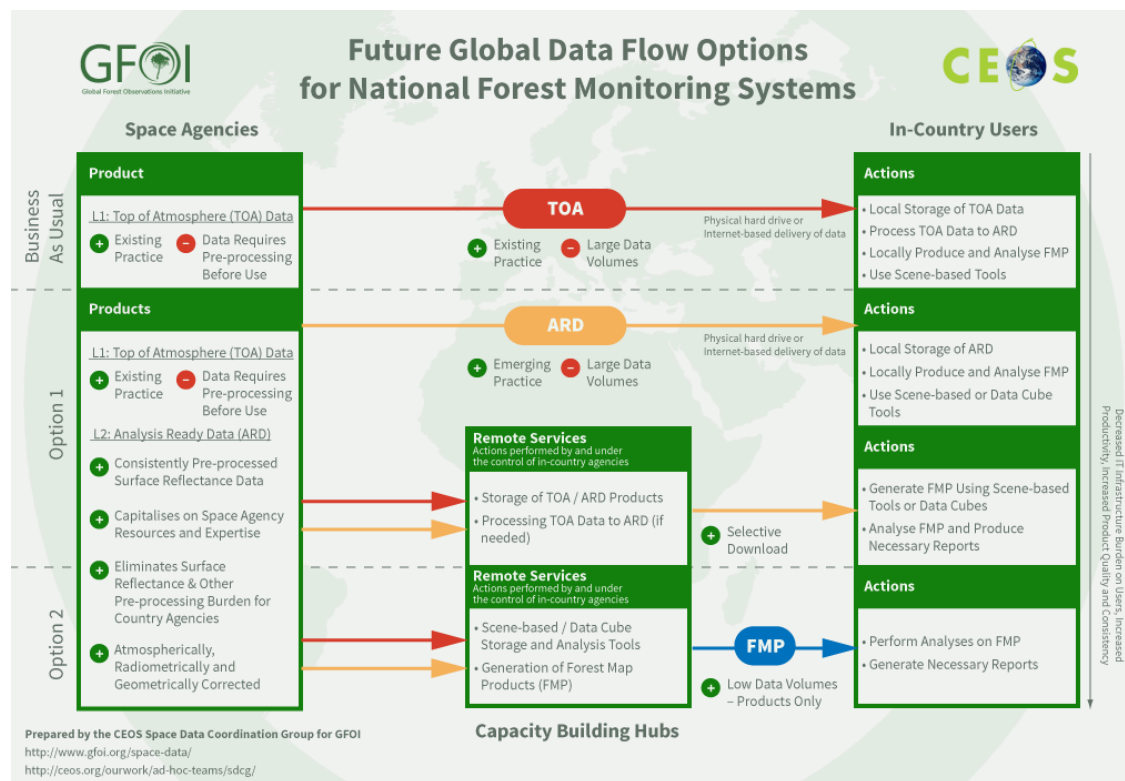 GFOI
Global Forest Observations Initiative
Future Global Data Flow Options
for National Forest Monitoring Systems
CEOS
Space Agencies
In-Country Users
Business
As Usual
Product
L1: Top of Atmosphere (TOA) Data
+ Existing
Practice
– Data Requires
Pre-processing
Before Use
TOA
+ Existing
Practice
– Large Data
Volumes
Physical hard drive or
Internet-based delivery of data
Actions
• Local Storage of TOA Data
• Process TOA Data to ARD
• Locally Produce and Analyse FMP
• Use Scene-based Tools
Option 1
Products
L1: Top of Atmosphere (TOA) Data
+ Existing
Practice
– Data Requires
Pre-processing
Before Use
L2: Analysis Ready Data (ARD)
+ Consistently Pre-processed
Surface Reflectance Data
+ Capitalises on Space Agency
Resources and Expertise
+ Eliminates Surface
Reflectance & Other
Pre-processing Burden for
Country Agencies
+ Atmospherically,
Radiometrically and
Geometrically Corrected
ARD
+ Emerging
Practice
– Large Data
Volumes
Physical hard drive or
Internet-based delivery of data
Actions
• Local Storage of ARD
• Locally Produce and Analyse FMP
• Use Scene-based or Data Cube
Tools
Remote Services
Actions performed by and under
the control of in-country agencies
• Storage of TOA / ARD Products
• Processing TOA Data to ARD (if
needed)
+ Selective
Download
Actions
• Generate FMP Using Scene-based
Tools or Data Cubes
• Analyse FMP and Produce
Necessary Reports
Option 2
Remote Services
Actions performed by and under
the control of in-country agencies
• Scene-based / Data Cube
Storage and Analysis Tools
• Generation of Forest Map
Products (FMP)
FMP
+ Low Data Volumes
– Products Only
Actions
• Perform Analyses on FMP
• Generate Necessary Reports
Decreased IT Infrastructure Burden on Users, Increased
Productivity, Increased Product Quality and Consistency
Capacity Building Hubs
Prepared by the CEOS Space Data Coordination Group for GFOI
http://www.gfoi.org/space-data/
http://ceos.org/ourwork/ad-hoc-teams/sdcg/